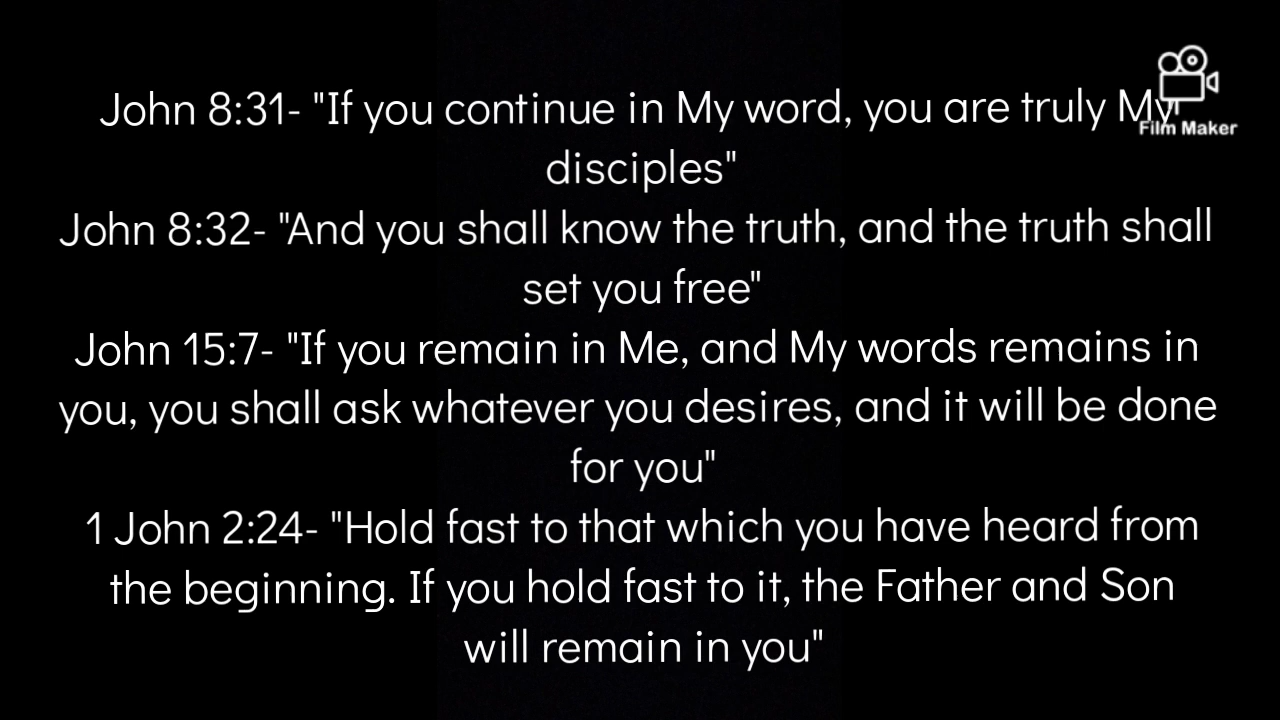 John 8:31- "If you continue in My word, you are truly My
disciples"
John 8:32- "And you shall know the truth, and the truth shall
set you free"
John 15:7- "If you remain in Me, and My words remains in
you, you shall ask whatever you desires, and it will be done
for you"
1 John 2:24- "Hold fast to that which you have heard from
the beginning. If you hold fast to it, the Father and Son
will remain in you"
Film Maker